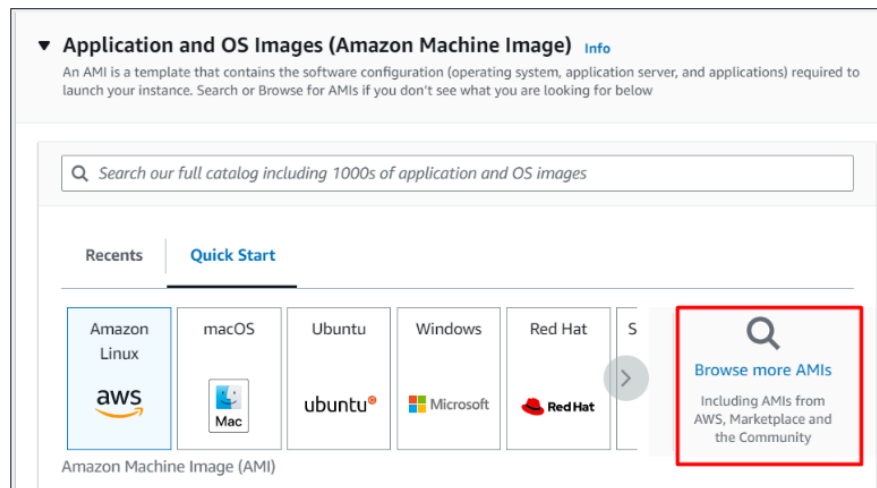 Application and OS Images (Amazon Machine Image) Info
An AMI is a template that contains the software configuration (operating system, application server, and applications) required to
launch your instance. Search or Browse for AMIs if you don't see what you are looking for below
Search our full catalog including 1000s of application and OS images
Recents
Quick Start
Amazon
Linux
aws
macOS
Mac
Ubuntu
ubuntu
Windows
Microsoft
Red Hat
Red Hat
S
Browse more AMIs
Including AMIs from
AWS, Marketplace and
the Community
Amazon Machine Image (AMI)